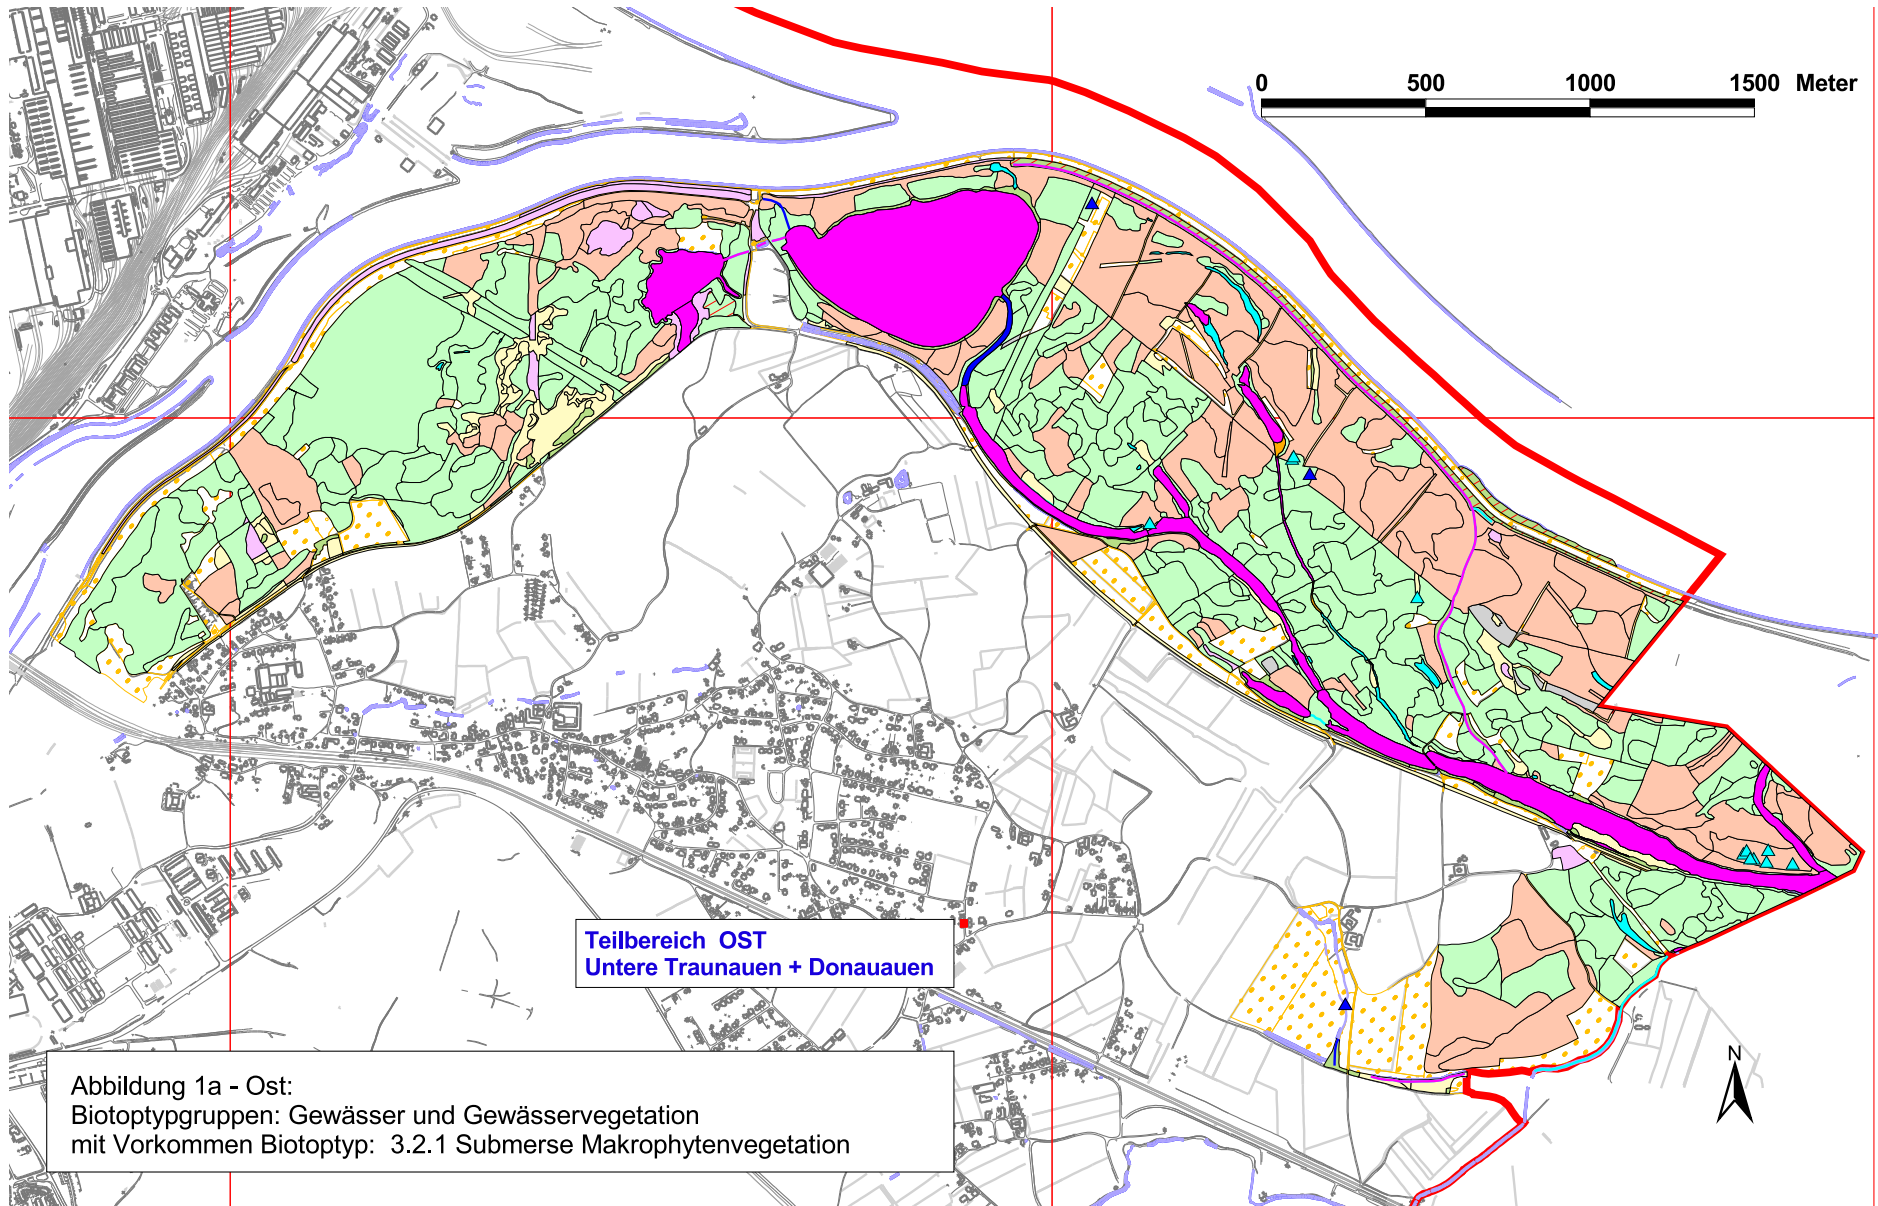 0 500 1000 1500 Meter
Teilbereich OST
Untere Traunauen + Donauauen
Abbildung 1a - Ost:
Biotoptypgruppen: Gewässer und Gewässervegetation
mit Vorkommen Biotoptyp: 3.2.1 Submerse Makrophytenvegetation
N